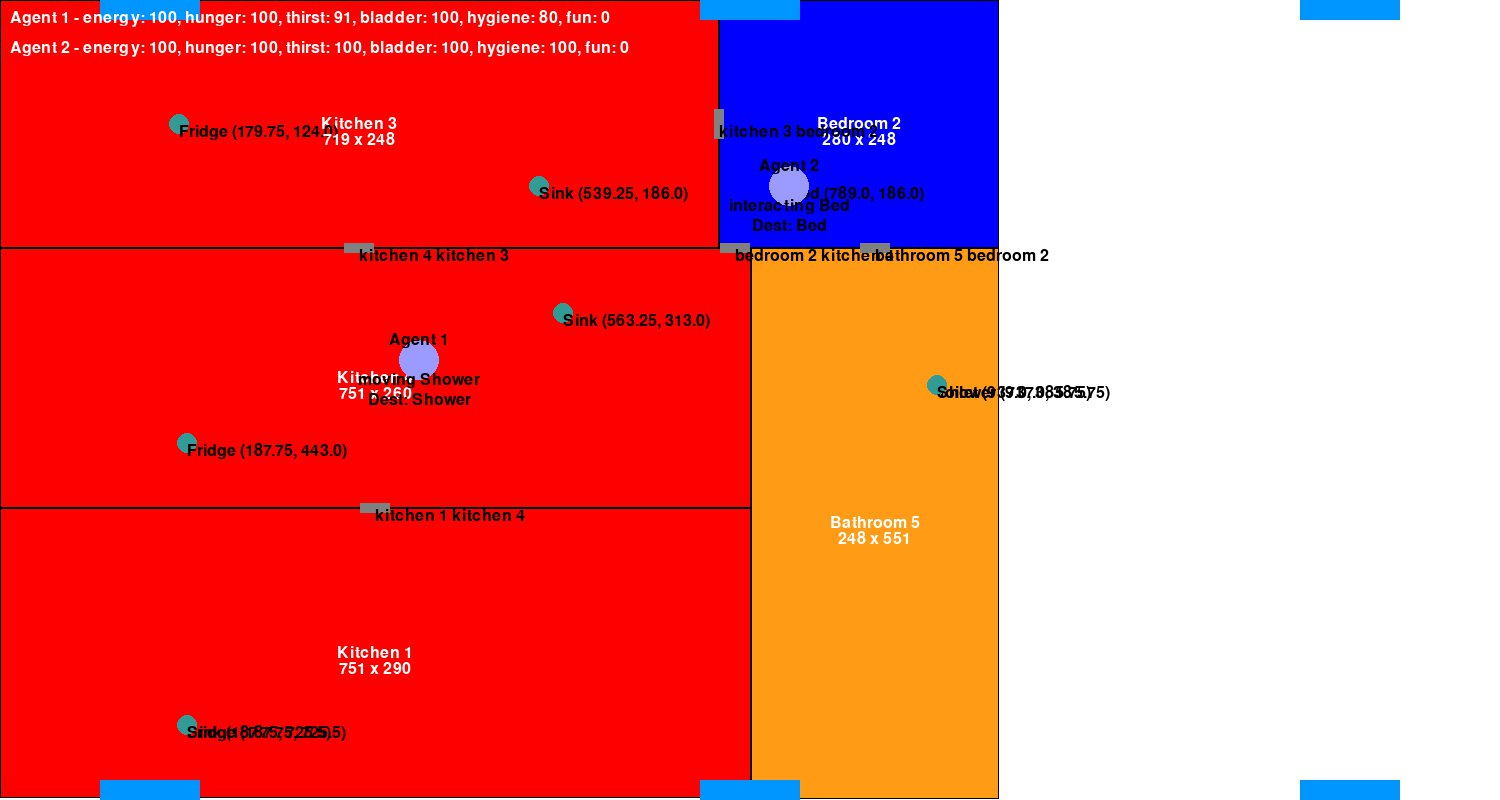 Agent 1 - energy: 100, hunger: 100, thirst: 91, bladder: 100, hygiene: 80, fun: 0
Agent 2 - energy: 100, hunger: 100, thirst: 100, bladder: 100, hygiene: 100, fun: 0
Fridge (179.75, 124.0)
Kitchen 3
719 x 248
kitchen 3 bedroom 2
Bedroom 2
280 x 248
Agent 2
Sink (539.25, 186.0)
(789.0, 186.0)
interacting Bed
Dest: Bed
kitchen 4 kitchen 3
bedroom 2 kitchen 4
bathroom 5 bedroom 2
Sink (563.25, 313.0)
Agent 1
Kitchen
751 x 260
moving Shower
Dest: Shower
Fridge (187.75, 443.0)
kitchen 1 kitchen 4
Bathroom 5
248 x 551
Kitchen 1
751 x 290